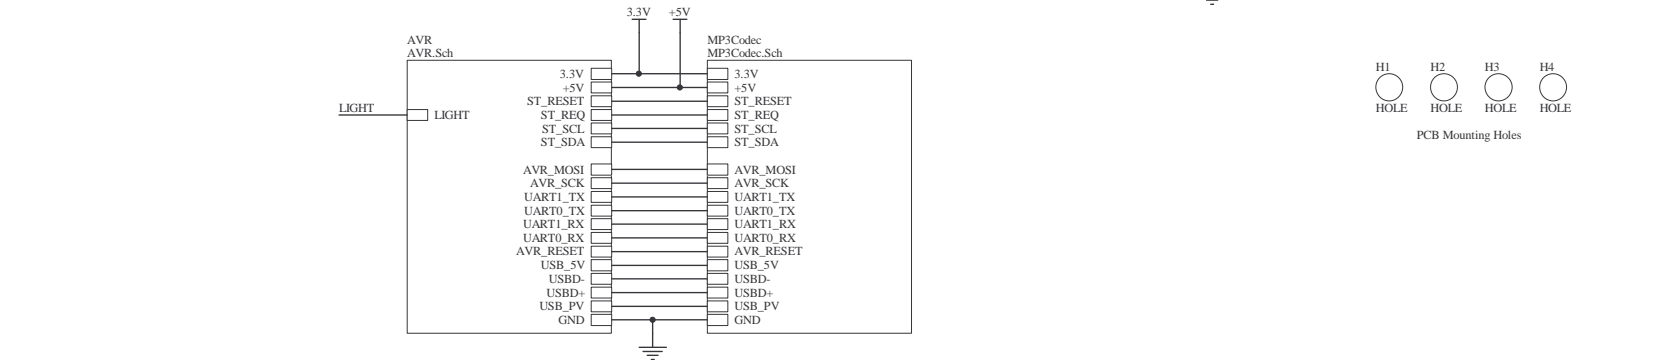 3.3V +5V
AVR
AVR.Sch
MP3Codec
MP3Codec.Sch
3.3V 3.3V
+5V +5V
ST_RESET ST_RESET
LIGHT LIGHT ST_REQ ST_REQ
ST_SCL ST_SCL
ST_SDA ST_SDA
AVR_MOSI AVR_MOSI
AVR_SCK AVR_SCK
UART1_TX UART1_TX
UART0_TX UART0_TX
UART1_RX UART1_RX
UART0_RX UART0_RX
AVR_RESET AVR_RESET
USB_5V USB_5V
USBD- USBD-
USBD+ USBD+
USB_PV USB_PV
GND GND
H1 H2 H3 H4
HOLE HOLE HOLE HOLE
PCB Mounting Holes